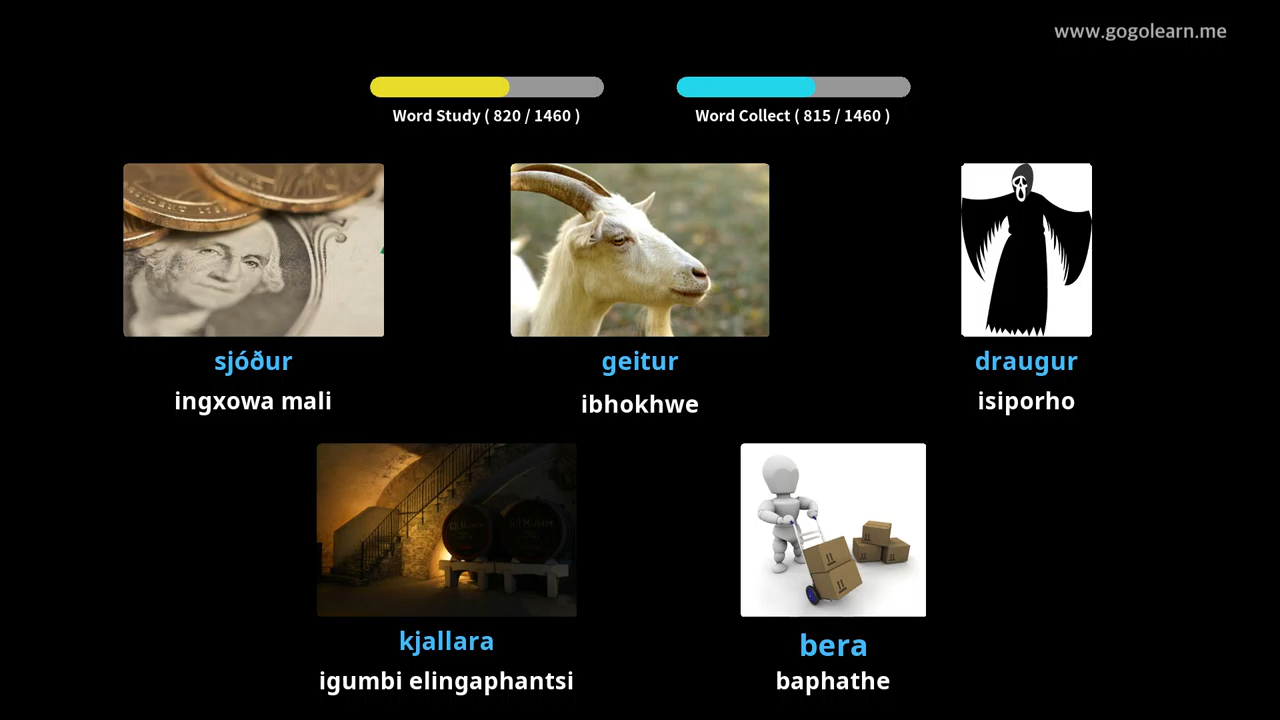 www.gogolearn.me
Word Study ( 820 / 1460 )
Word Collect ( 815 / 1460 )
sjóður
geitur
draugur
ingxowa mali
ibhokhwe
isiporho
kjallara
bera
igumbi elingaphantsi
baphathe